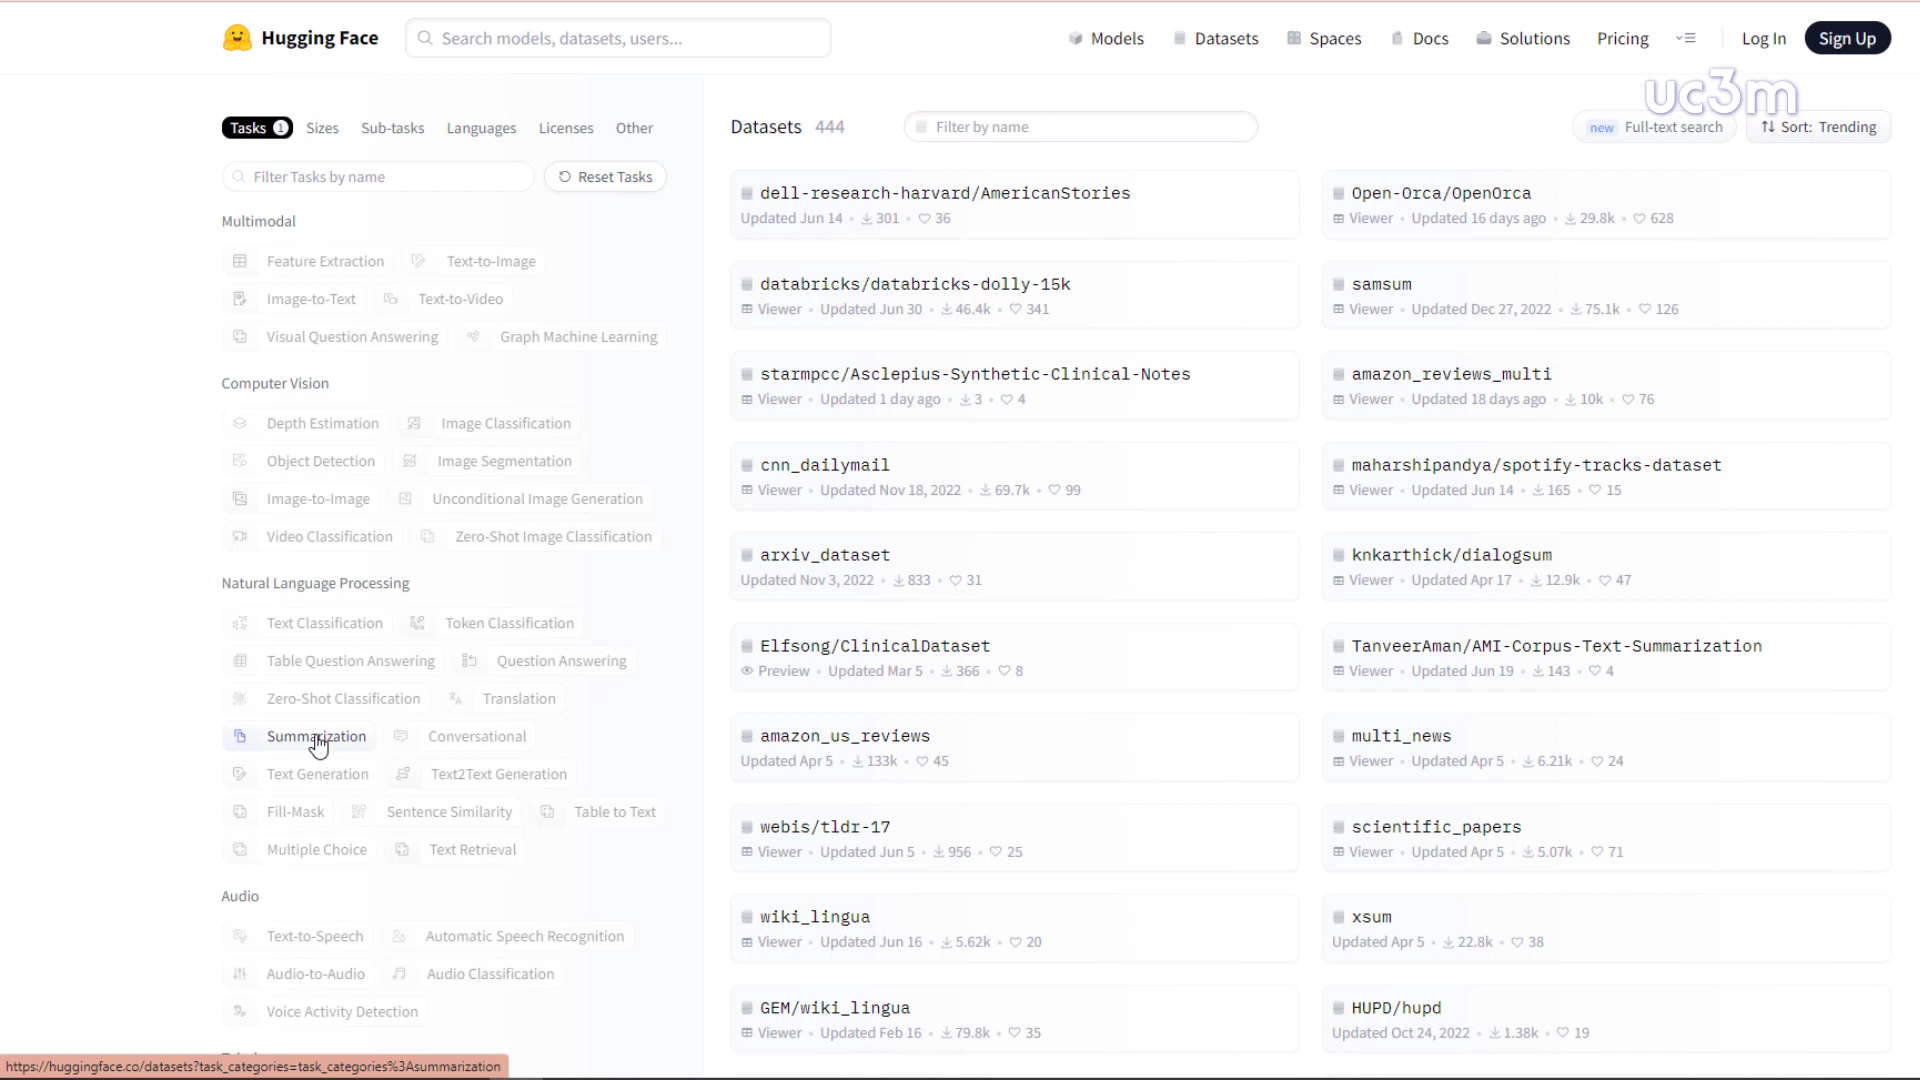 Hugging Face
Search models, datasets, users...
Models
Datasets
Spaces
Docs
Solutions
Pricing
Log In
Sign Up
uc3m
Tasks 1
Sizes
Sub-tasks
Languages
Licenses
Other
Filter Tasks by name
Reset Tasks
Multimodal
Feature Extraction
Text-to-Image
Image-to-Text
Text-to-Video
Visual Question Answering
Graph Machine Learning
Computer Vision
Depth Estimation
Image Classification
Object Detection
Image Segmentation
Image-to-Image
Unconditional Image Generation
Video Classification
Zero-Shot Image Classification
Natural Language Processing
Text Classification
Token Classification
Table Question Answering
Question Answering
Zero-Shot Classification
Translation
Summarization
Conversational
Text Generation
Text2Text Generation
Fill-Mask
Sentence Similarity
Table to Text
Multiple Choice
Text Retrieval
Audio
Text-to-Speech
Automatic Speech Recognition
Audio-to-Audio
Audio Classification
Voice Activity Detection
Datasets 444
Filter by name
new Full-text search
Sort: Trending
dell-research-harvard/AmericanStories
Updated Jun 14 • 301 • 36
Open-Orca/OpenOrca
Viewer • Updated 16 days ago • 29.8k • 628
databricks/databricks-dolly-15k
Viewer • Updated Jun 30 • 46.4k • 341
samsum
Viewer • Updated Dec 27, 2022 • 75.1k • 126
starmpcc/Asclepius-Synthetic-Clinical-Notes
Viewer • Updated 1 day ago • 3 • 4
amazon_reviews_multi
Viewer • Updated 18 days ago • 10k • 76
cnn_dailymail
Viewer • Updated Nov 18, 2022 • 69.7k • 99
maharshipandya/spotify-tracks-dataset
Viewer • Updated Jun 14 • 165 • 15
arxiv_dataset
Updated Nov 3, 2022 • 833 • 31
knkarthick/dialogsum
Viewer • Updated Apr 17 • 12.9k • 47
Elfsong/ClinicalDataset
Preview • Updated Mar 5 • 366 • 8
TanveerAman/AMI-Corpus-Text-Summarization
Viewer • Updated Jun 19 • 143 • 4
amazon_us_reviews
Updated Apr 5 • 133k • 45
multi_news
Viewer • Updated Apr 5 • 6.21k • 24
webis/tldr-17
Viewer • Updated Jun 5 • 956 • 25
scientific_papers
Viewer • Updated Apr 5 • 5.07k • 71
wiki_lingua
Viewer • Updated Jun 16 • 5.62k • 20
xsum
Updated Apr 5 • 22.8k • 38
GEM/wiki_lingua
Viewer • Updated Feb 16 • 79.8k • 35
HUPD/hupd
Updated Oct 24, 2022 • 1.38k • 19
https://huggingface.co/datasets?task_categories=task_categories%3Asummarization